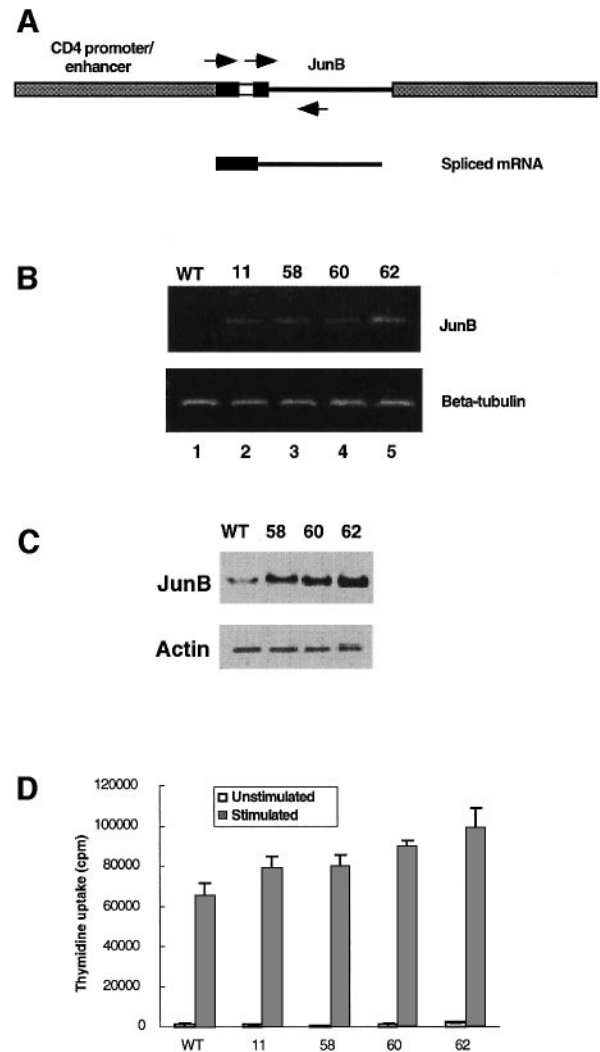 A
CD4 promoter/
enhancer
JunB
Spliced mRNA
B
WT 11 58 60 62
JunB
Beta-tubulin
1 2 3 4 5
C
WT 58 60 62
JunB
Actin
D
Thymidine uptake (cpm)
120000
100000
80000
60000
40000
20000
0
Unstimulated
Stimulated
WT 11 58 60 62